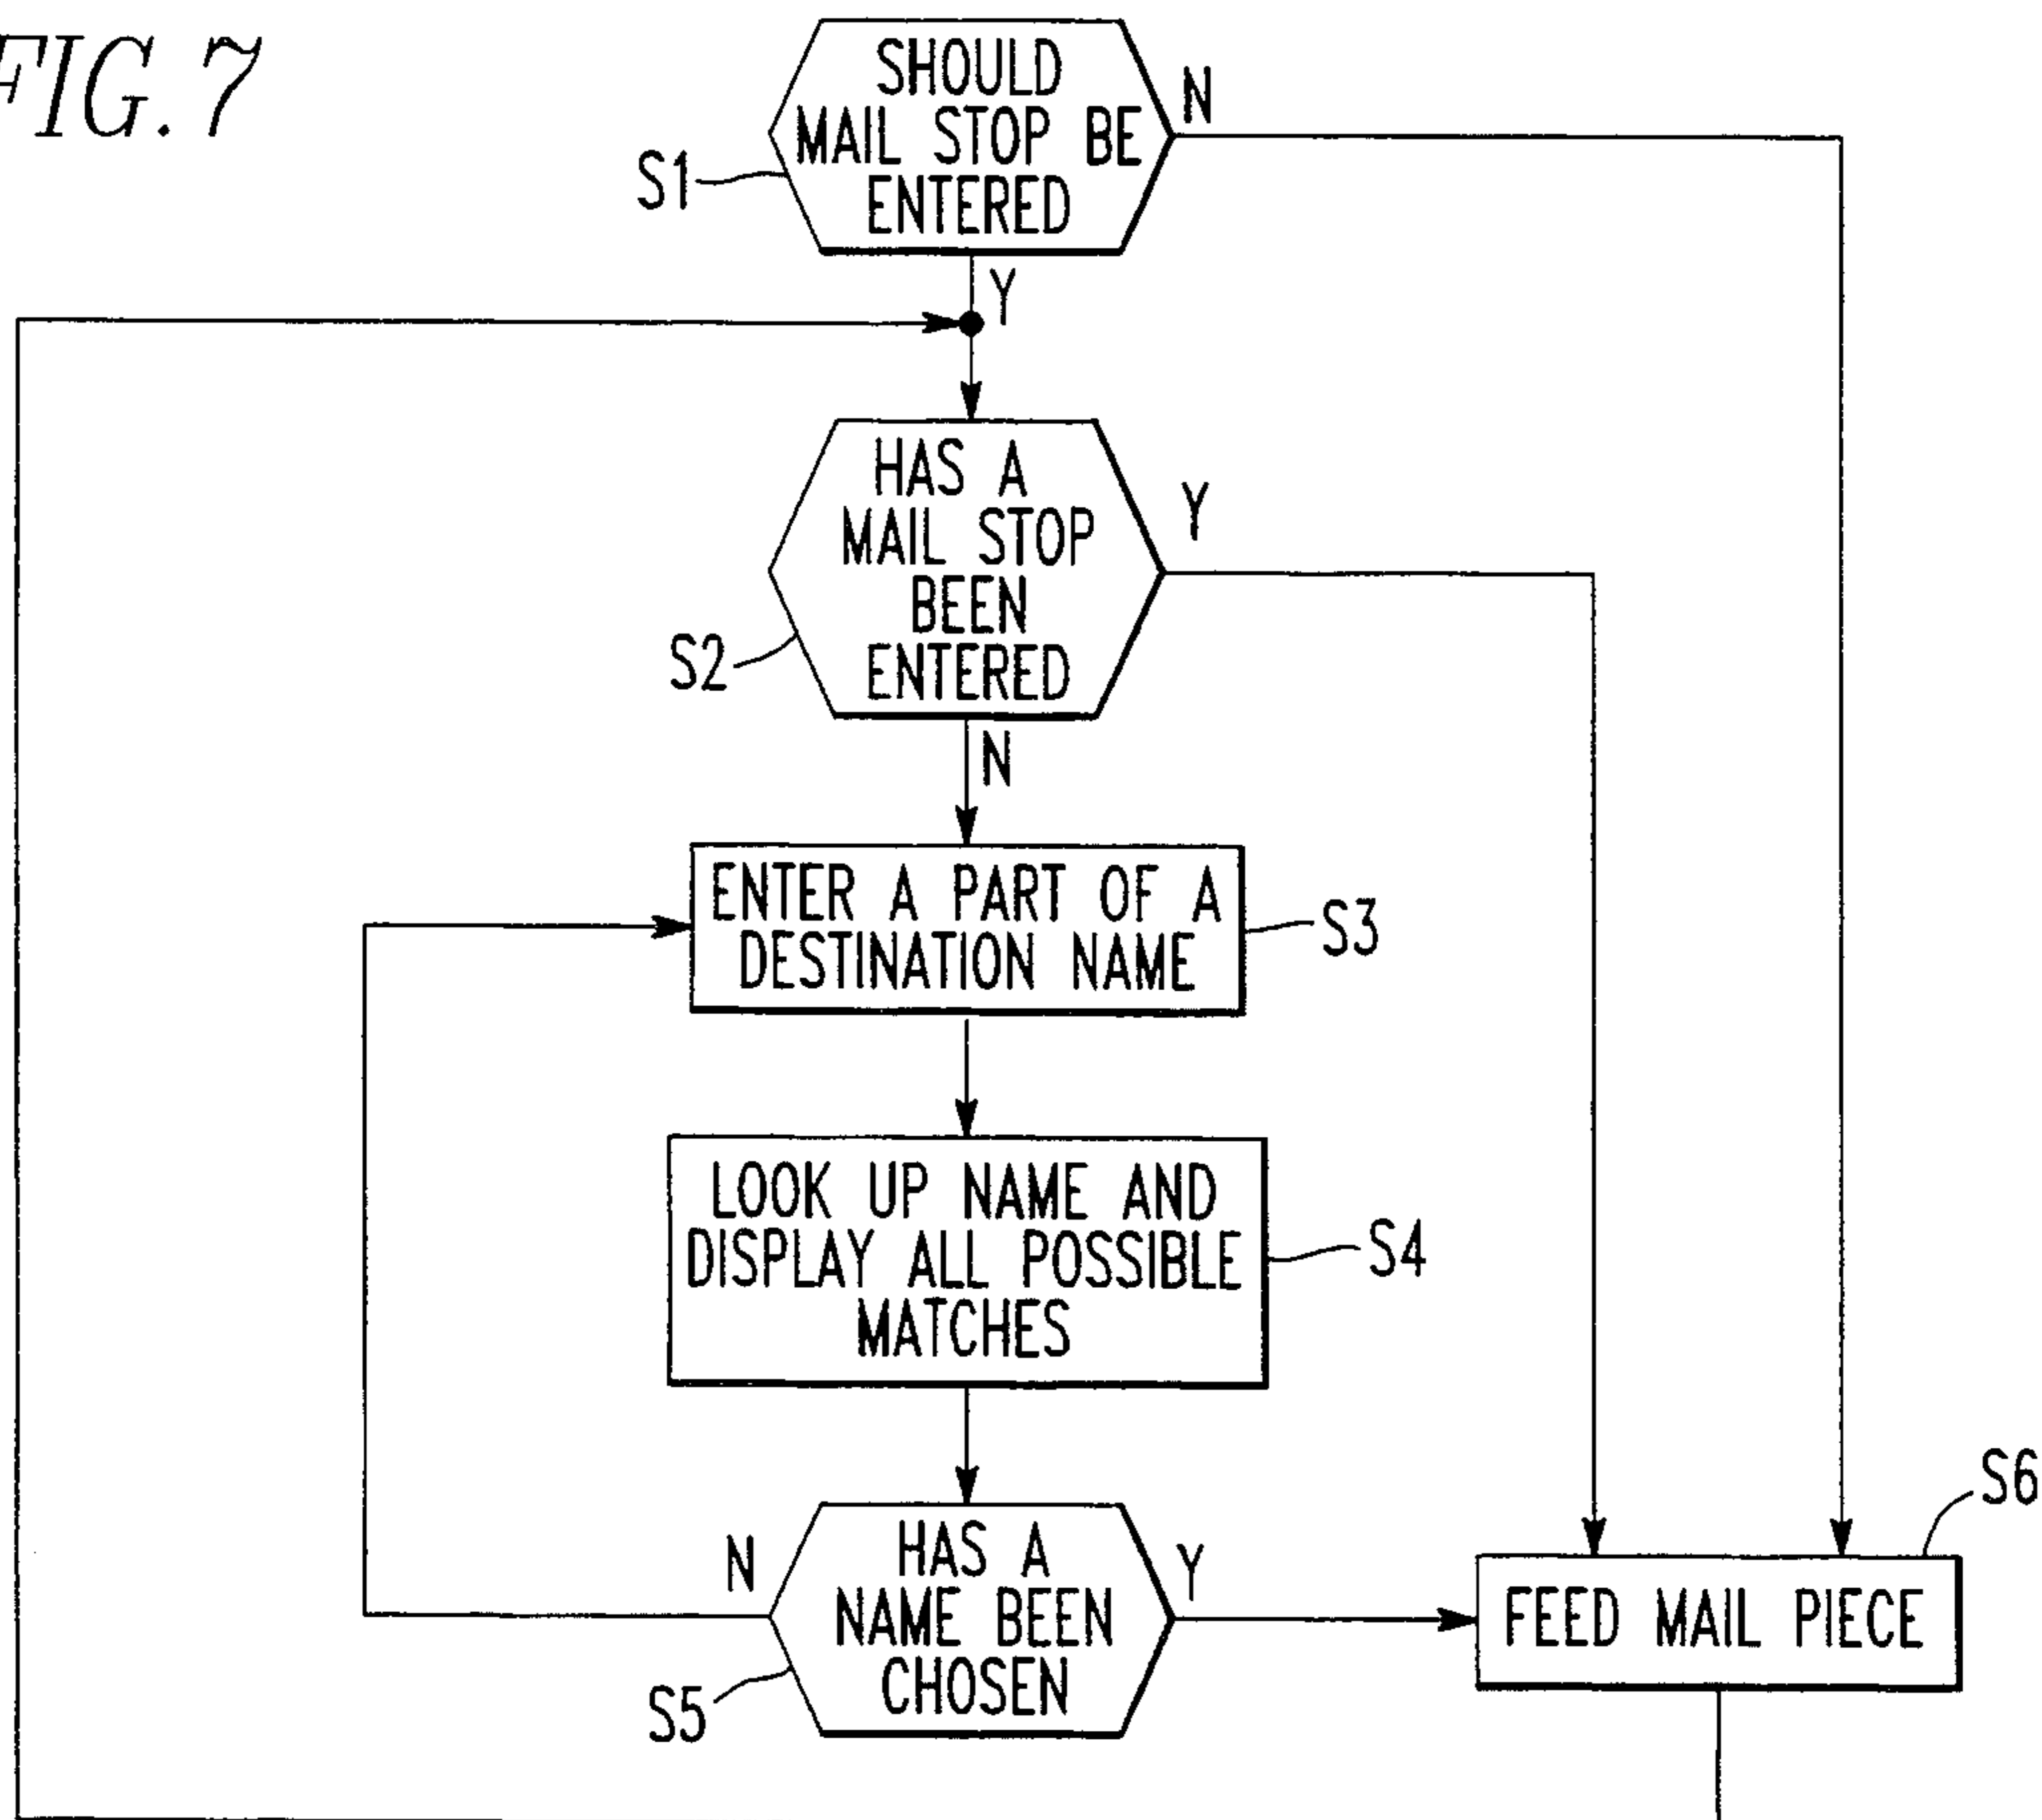 FIG. 7
SHOULD
MAIL STOP BE
ENTERED
N
S1
Y
HAS A
MAIL STOP
BEEN
ENTERED
Y
S2
N
ENTER A PART OF A
DESTINATION NAME
S3
LOOK UP NAME AND
DISPLAY ALL POSSIBLE
MATCHES
S4
HAS A
NAME BEEN
CHOSEN
N
Y
S5
S6
FEED MAIL PIECE